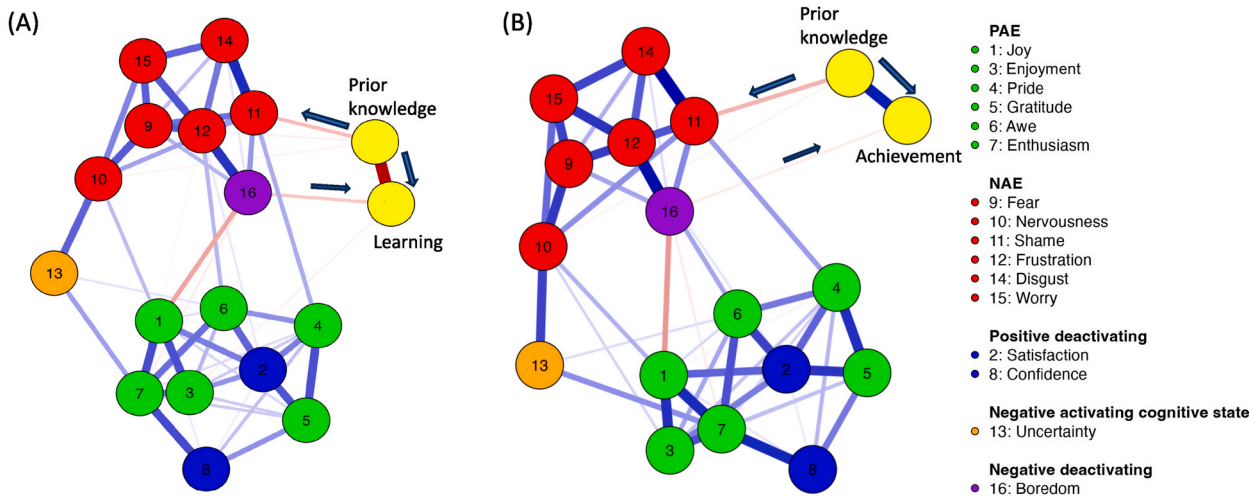 (A)
14
15
Prior
knowledge
11
9
12
10
16
Learning
13
6
1
4
2
7
3
5
8
(B)
Prior
knowledge
14
15
11
12
Achievement
9
16
10
4
6
13
1
2
5
7
3
8
PAE
1: Joy
3: Enjoyment
4: Pride
5: Gratitude
6: Awe
7: Enthusiasm
NAE
9: Fear
10: Nervousness
11: Shame
12: Frustration
14: Disgust
15: Worry
Positive deactivating
2: Satisfaction
8: Confidence
Negative activating cognitive state
13: Uncertainty
Negative deactivating
16: Boredom